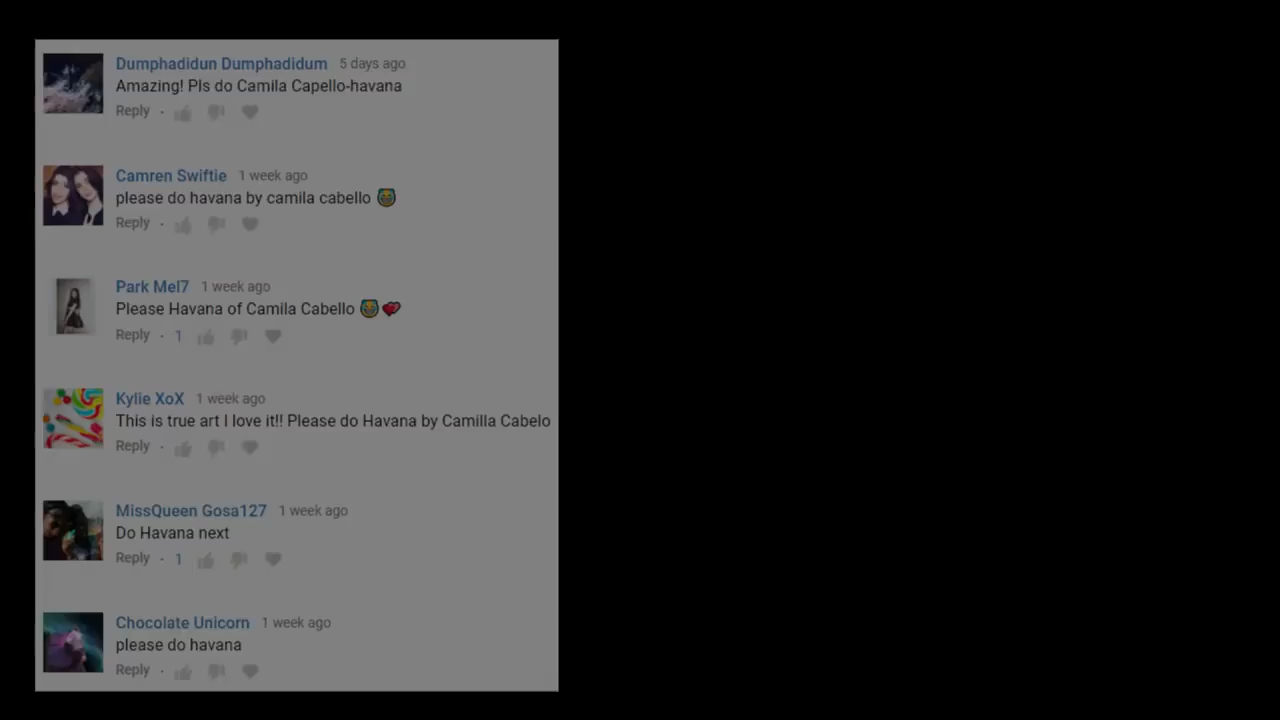 Dumphadidun Dumphadidum 5 days ago
Amazing! Pls do Camila Capello-havana
Reply ·
Camren Swiftie 1 week ago
please do havana by camila cabello 😂
Reply ·
Park Mel7 1 week ago
Please Havana of Camila Cabello 😂💕
Reply · 1
Kylie XoX 1 week ago
This is true art I love it!! Please do Havana by Camilla Cabelo
Reply ·
MissQueen Gosa127 1 week ago
Do Havana next
Reply · 1
Chocolate Unicorn 1 week ago
please do havana
Reply ·